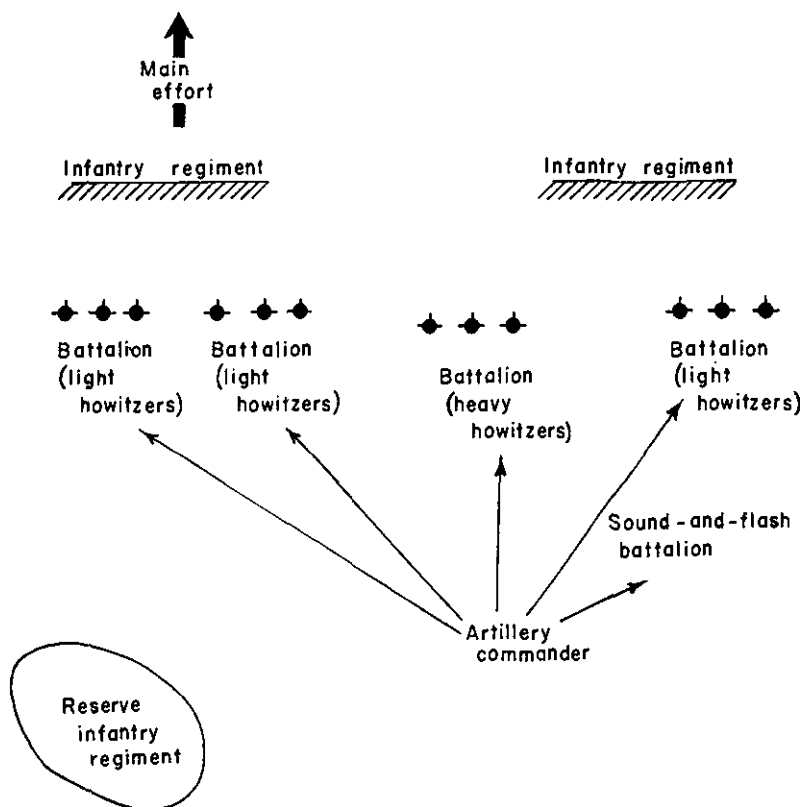 Main
effort
Infantry regiment
Infantry regiment
Battalion
(light
howitzers)
Battalion
(light
howitzers)
Battalion
(heavy
howitzers)
Battalion
(light
howitzers)
Sound-and-flash
battalion
Artillery
commander
Reserve
infantry
regiment